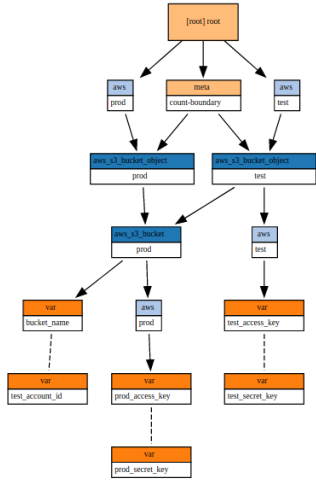 [root] root
aws
prod
meta
count-boundary
aws
test
aws_s3_bucket_object
prod
aws_s3_bucket_object
test
aws_s3_bucket
prod
aws
test
var
bucket_name
aws
prod
var
test_access_key
var
test_account_id
var
prod_access_key
var
test_secret_key
var
prod_secret_key